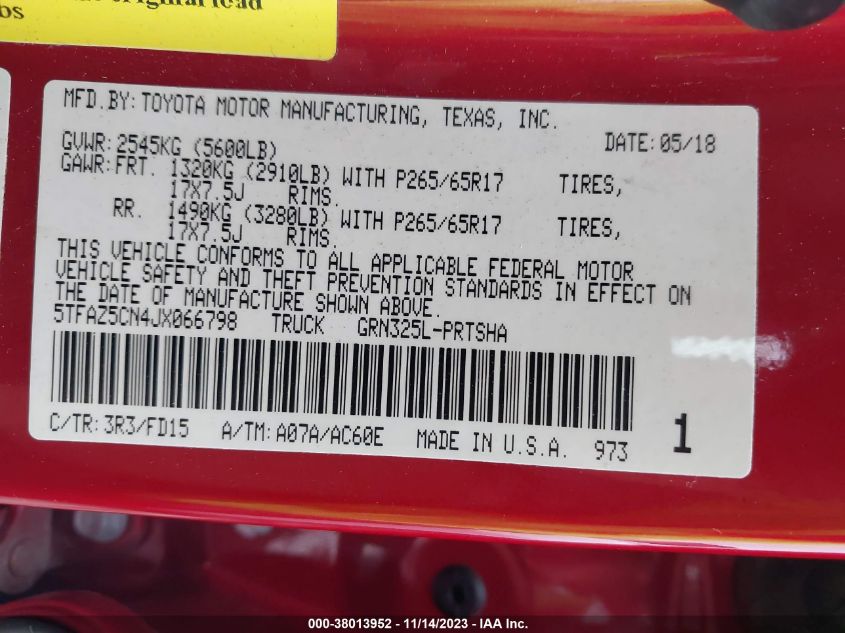 original load
bs
MFD.BY:TOYOTA MOTOR MANUFACTURING, TEXAS, INC.
GVWR:2545KG (5600LB) DATE:05/18
GAWR:FRT. 1320KG (2910LB) WITH P265/65R17 TIRES,
17X7.5J RIMS.
RR. 1490KG (3280LB) WITH P265/65R17 TIRES,
17X7.5J RIMS.
THIS VEHICLE CONFORMS TO ALL APPLICABLE FEDERAL MOTOR
VEHICLE SAFETY AND THEFT PREVENTION STANDARDS IN EFFECT ON
THE DATE OF MANUFACTURE SHOWN ABOVE.
5TFAZ5CN4JX066798 TRUCK GRN325L-PRTSHA
C/TR:3R3/FD15 A/TM:A07A/AC60E MADE IN U.S.A. 973 1
000-38013952 - 11/14/2023 - IAA Inc.